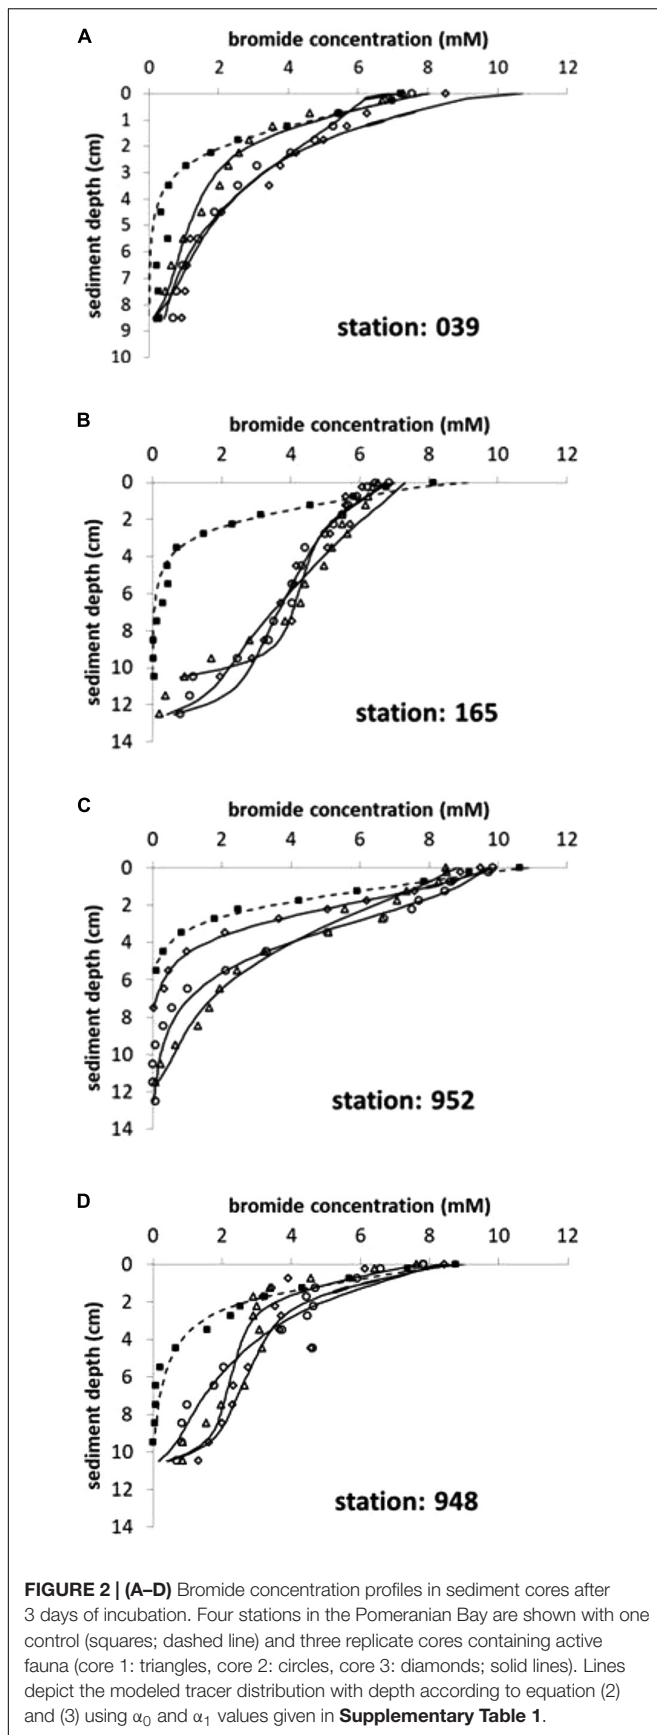 A
bromide concentration (mM)
0 2 4 6 8 10 12
sediment depth (cm)
0
1
2
3
4
5
6
7
8
9
10
station: 039
B
bromide concentration (mM)
0 2 4 6 8 10 12
sediment depth (cm)
0
2
4
6
8
10
12
14
station: 165
C
bromide concentration (mM)
0 2 4 6 8 10 12
sediment depth (cm)
0
2
4
6
8
10
12
14
station: 952
D
bromide concentration (mM)
0 2 4 6 8 10 12
sediment depth (cm)
0
2
4
6
8
10
12
14
station: 948
FIGURE 2 | (A–D) Bromide concentration profiles in sediment cores after
3 days of incubation. Four stations in the Pomeranian Bay are shown with one
control (squares; dashed line) and three replicate cores containing active
fauna (core 1: triangles, core 2: circles, core 3: diamonds; solid lines). Lines
depict the modeled tracer distribution with depth according to equation (2)
and (3) using α0 and α1 values given in Supplementary Table 1.